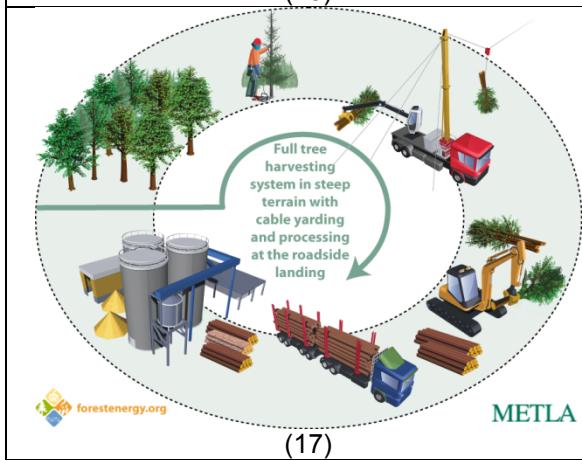 Full tree
harvesting
system in steep
terrain with
cable yarding
and processing
at the roadside
landing
forestenergy.org
METLA
(17)